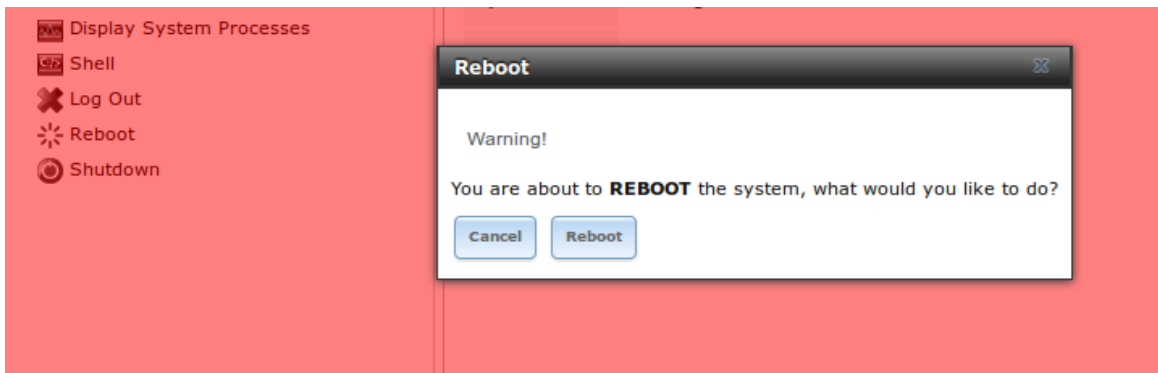 Display System Processes
Shell
Log Out
Reboot
Shutdown
Reboot
Warning!
You are about to REBOOT the system, what would you like to do?
Cancel
Reboot